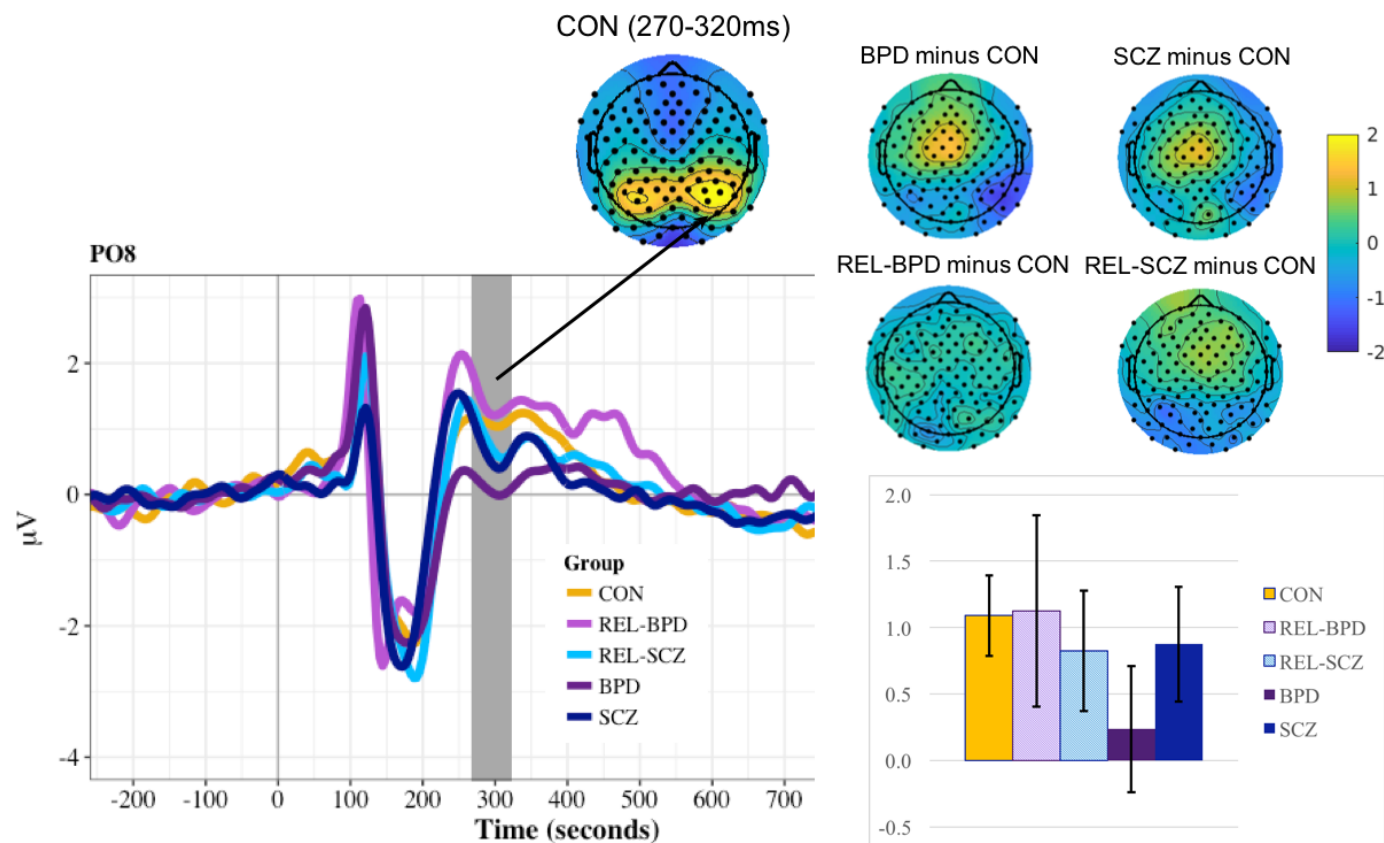 CON (270-320ms)
BPD minus CON
SCZ minus CON
REL-BPD minus CON
REL-SCZ minus CON
2
1
0
-1
-2
PO8
2
0
-2
-4
µV
-200
-100
0
100
200
300
400
500
600
700
Time (seconds)
Group
CON
REL-BPD
REL-SCZ
BPD
SCZ
2.0
1.5
1.0
0.5
0.0
-0.5
CON
REL-BPD
REL-SCZ
BPD
SCZ